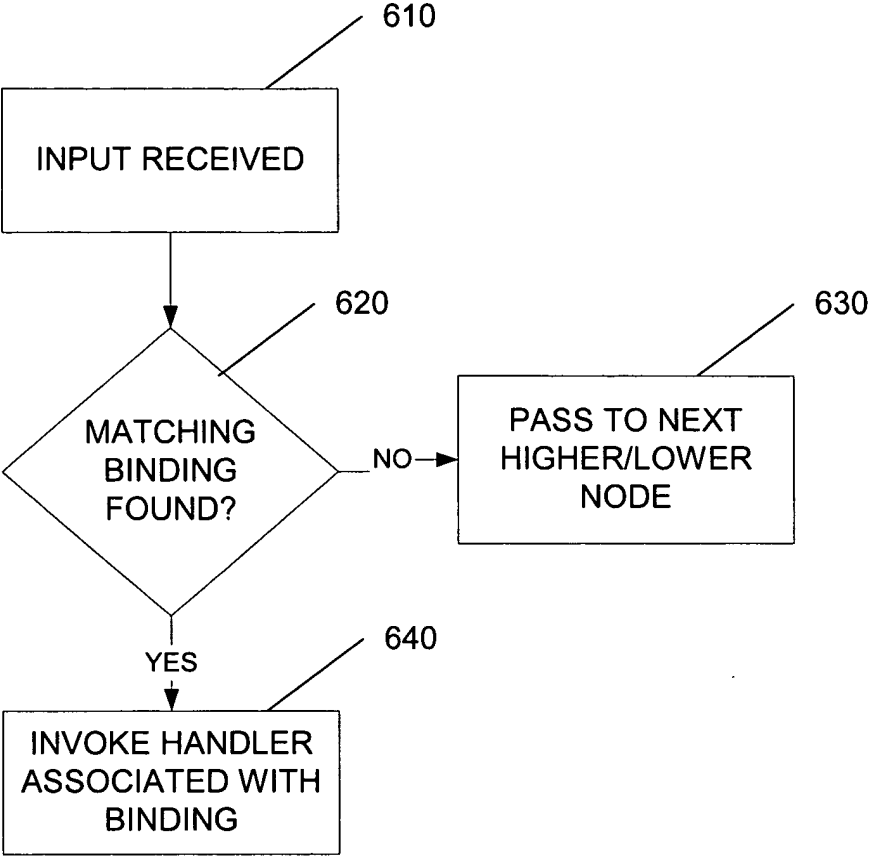 610
INPUT RECEIVED
620
630
MATCHING
BINDING
FOUND?
NO
PASS TO NEXT
HIGHER/LOWER
NODE
YES
640
INVOKE HANDLER
ASSOCIATED WITH
BINDING